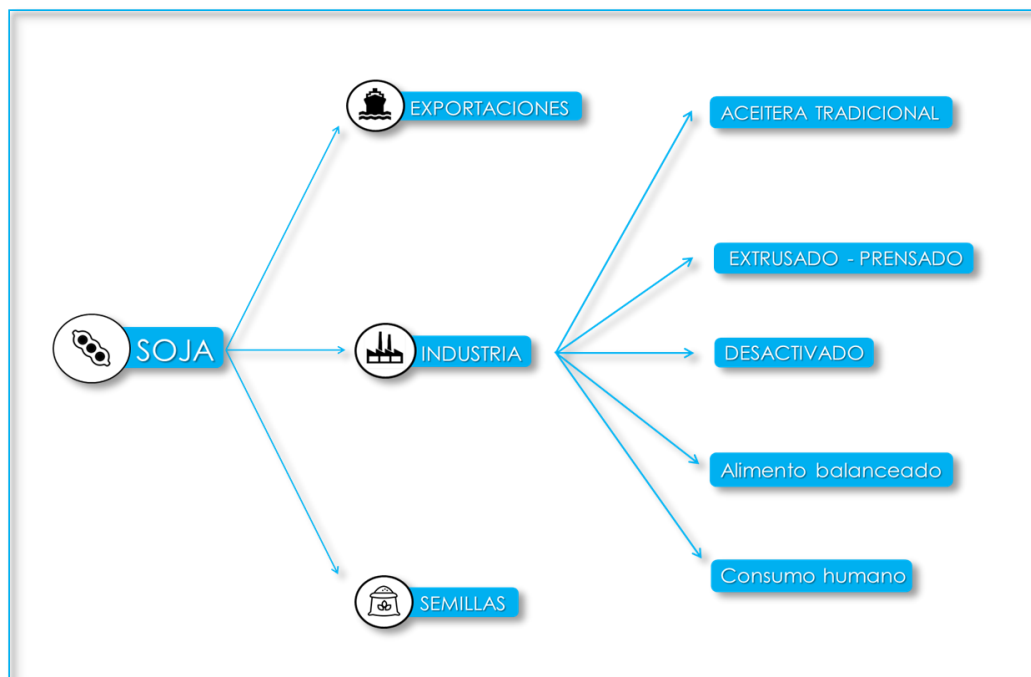 SOJA
EXPORTACIONES
INDUSTRIA
SEMILLAS
ACEITERA TRADICIONAL
EXTRUSADO - PRENSADO
DESACTIVADO
Alimento balanceado
Consumo humano